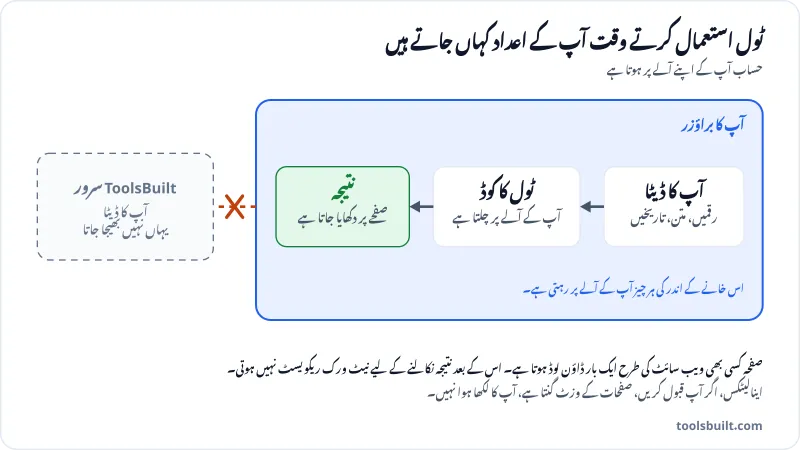 ٹول استعمال کرتے وقت آپ کے اعداد کہاں جاتے ہیں
حساب آپ کے اپنے آلے پر ہوتا ہے
آپ کا براؤزر
آپ کا ڈیٹا
رقمیں، متن، تاریخیں
ٹول کا کوڈ
آپ کے آلے پر چلتا ہے
نتیجہ
صفحے پر دکھایا جاتا ہے
ToolsBuilt سرور
آپ کا ڈیٹا
یہاں نہیں بھیجا جاتا
اس خانے کے اندر کی ہر چیز آپ کے آلے پر رہتی ہے۔
صفحہ کسی بھی ویب سائٹ کی طرح ایک بار ڈاؤن لوڈ ہوتا ہے۔ اس کے بعد نتیجہ نکالنے کے لیے نیٹ ورک ریکویسٹ نہیں ہوتی۔
اینالیٹکس، اگر آپ قبول کریں، صفحات کے وزٹ گنتا ہے، آپ کا لکھا ہوا نہیں۔
toolsbuilt.com